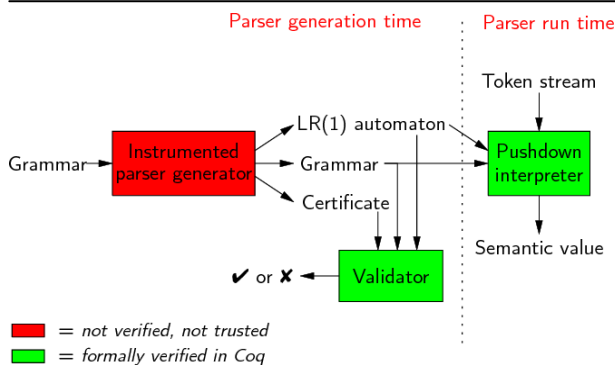 Parser generation time
Parser run time
Token stream
LR(1) automaton
Grammar
Instrumented
parser generator
Grammar
Pushdown
interpreter
Certificate
Semantic value
✔ or ✘
Validator
= not verified, not trusted
= formally verified in Coq